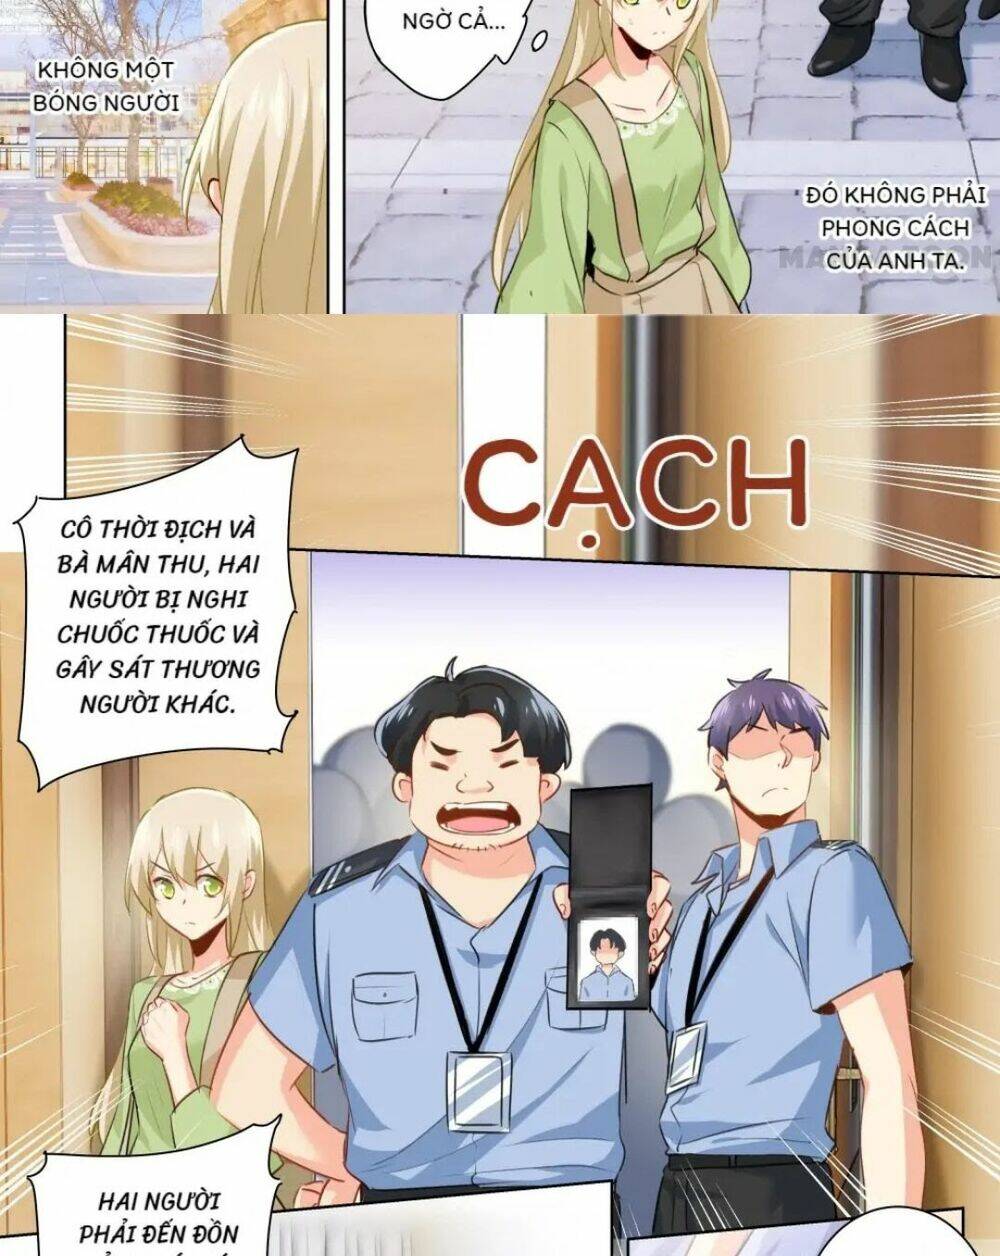 NGỜ CẢ...
KHÔNG MỘT
BÓNG NGƯỜI
ĐÓ KHÔNG PHẢI
PHONG CÁCH
CỦA ANH TA.
CẠCH
CÔ THỜI ĐỊCH VÀ
BÀ MÂN THU, HAI
NGƯỜI BỊ NGHI
CHUỐC THUỐC VÀ
GÂY SÁT THƯƠNG
NGƯỜI KHÁC.
HAI NGƯỜI
PHẢI ĐẾN ĐỒN